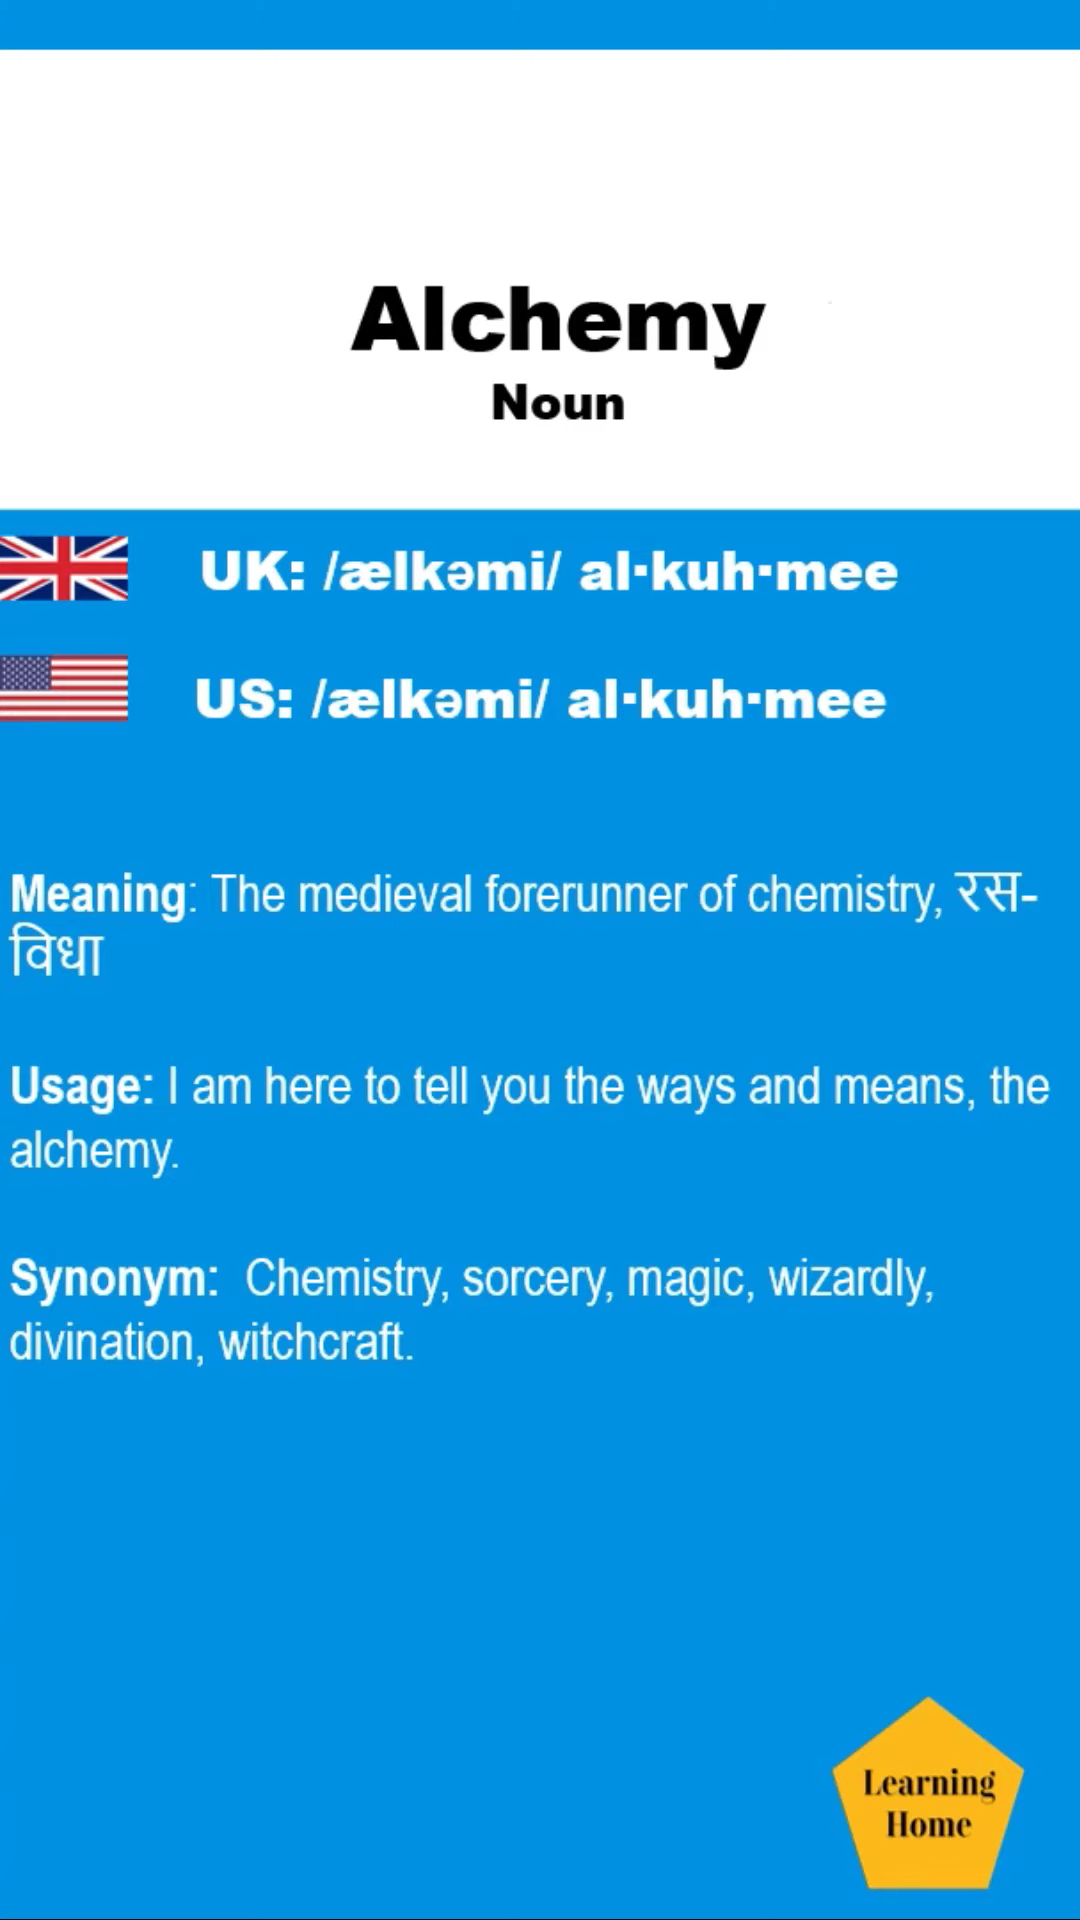 Alchemy
Noun
UK: /ælkəmi/ al·kuh·mee
US: /ælkəmi/ al·kuh·mee
Meaning: The medieval forerunner of chemistry, रस-
विधा
Usage: I am here to tell you the ways and means, the
alchemy.
Synonym: Chemistry, sorcery, magic, wizardly,
divination, witchcraft.
Learning
Home